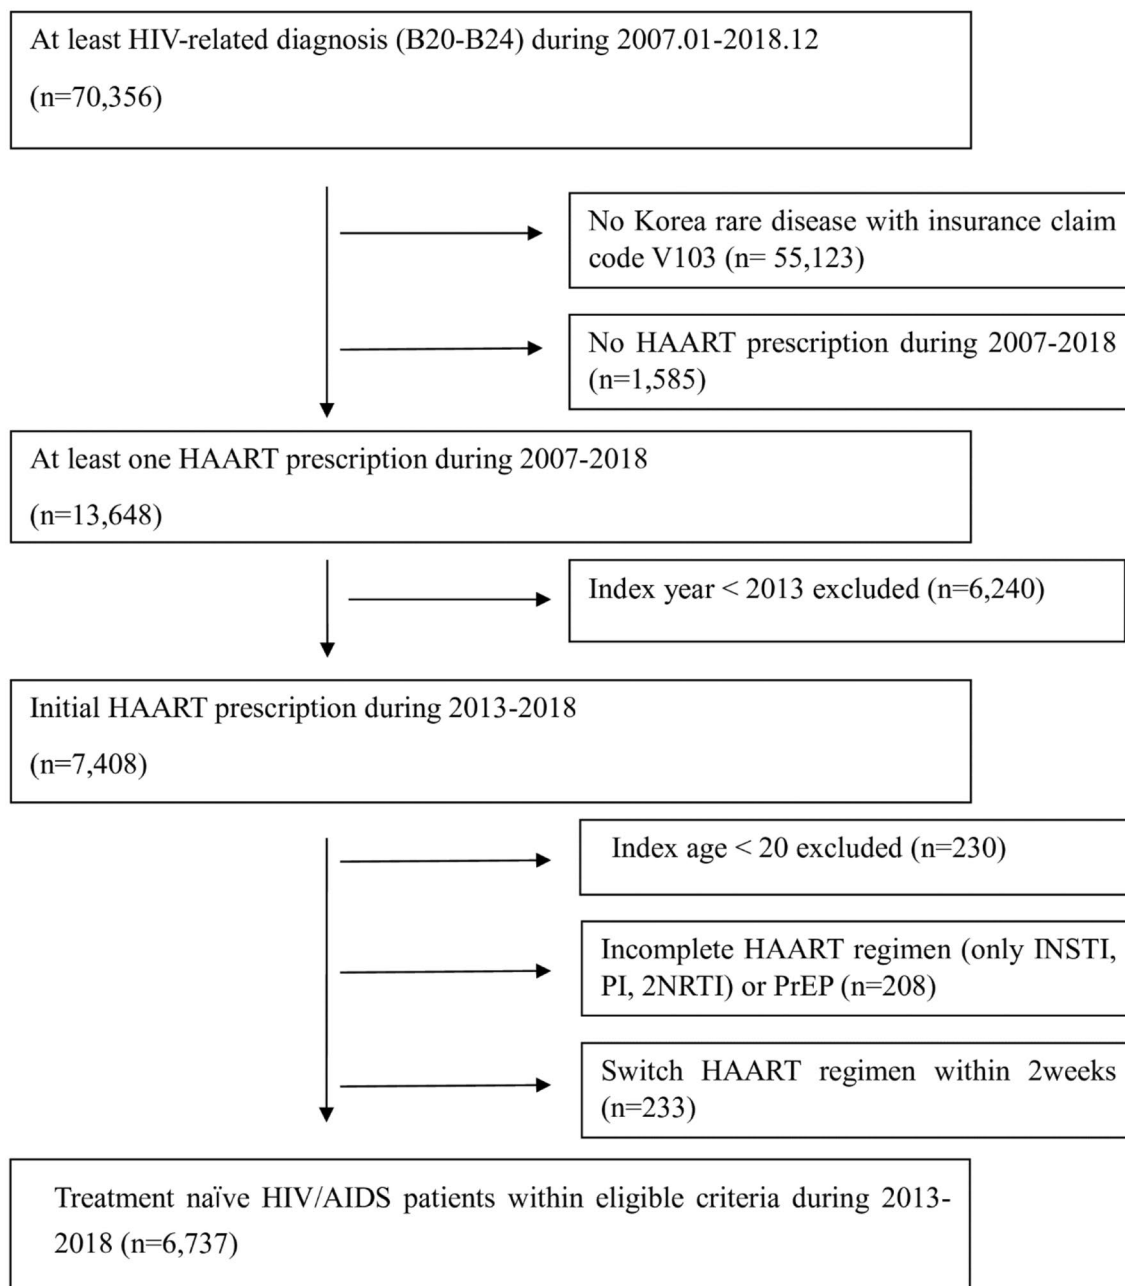 At least HIV-related diagnosis (B20-B24) during 2007.01-2018.12
(n=70,356)
No Korea rare disease with insurance claim
code V103 (n= 55,123)
No HAART prescription during 2007-2018
(n=1,585)
At least one HAART prescription during 2007-2018
(n=13,648)
Index year < 2013 excluded (n=6,240)
Initial HAART prescription during 2013-2018
(n=7,408)
Index age < 20 excluded (n=230)
Incomplete HAART regimen (only INSTI,
PI, 2NRTI) or PrEP (n=208)
Switch HAART regimen within 2weeks
(n=233)
Treatment naïve HIV/AIDS patients within eligible criteria during 2013-
2018 (n=6,737)